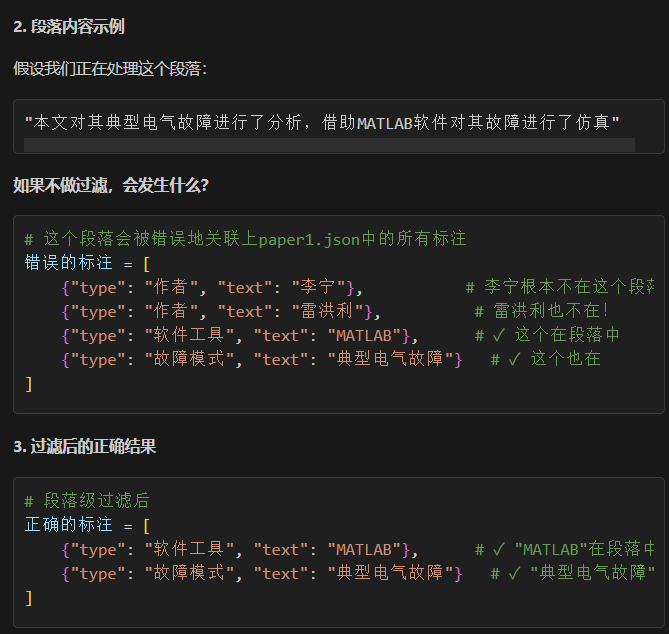 2. 段落内容示例
假设我们正在处理这个段落：
"本文对其典型电气故障进行了分析，借助MATLAB软件对其故障进行了仿真"
如果不做过滤，会发生什么？
# 这个段落会被错误地关联上paper1.json中的所有标注
错误的标注 = [
    {"type": "作者", "text": "李宁"},           # 李宁根本不在这个段落
    {"type": "作者", "text": "雷洪利"},          # 雷洪利也不在！
    {"type": "软件工具", "text": "MATLAB"},      # ✓ 这个在段落中
    {"type": "故障模式", "text": "典型电气故障"}   # ✓ 这个也在
]
3. 过滤后的正确结果
# 段落级过滤后
正确的标注 = [
    {"type": "软件工具", "text": "MATLAB"},      # ✓ "MATLAB"在段落中
    {"type": "故障模式", "text": "典型电气故障"}   # ✓ "典型电气故障"
]